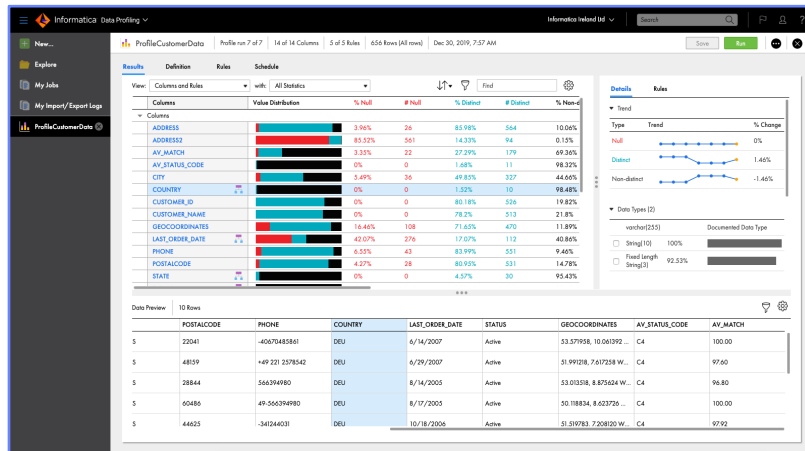 Informatica Data Profiling
Informatica Ireland Ltd
Search
New...
Explore
My Jobs
My Import/Export Logs
ProfileCustomerData
ProfileCustomerData Profile run 7 of 7 14 of 14 Columns 5 of 5 Rules 656 Rows (All rows) Dec 30, 2019, 7:57 AM
Save Run
Results Definition Rules Schedule
View: Columns and Rules with: All Statistics Find
Columns Value Distribution % Null # Null % Distinct # Distinct % Non-d
Columns
ADDRESS 3.96% 26 85.98% 564 10.06%
ADDRESS2 85.52% 561 14.33% 94 0.15%
AV_MATCH 3.35% 22 27.29% 179 69.36%
AV_STATUS_CODE 0% 0 1.68% 11 98.32%
CITY 5.49% 36 49.85% 327 44.66%
COUNTRY 0% 0 1.52% 10 98.48%
CUSTOMER_ID 0% 0 80.18% 526 19.82%
CUSTOMER_NAME 0% 0 78.2% 513 21.8%
GEOCOORDINATES 16.46% 108 71.65% 470 11.89%
LAST_ORDER_DATE 42.07% 276 17.07% 112 40.86%
PHONE 6.55% 43 83.99% 551 9.46%
POSTALCODE 4.27% 28 80.95% 531 14.78%
STATE 0% 0 4.57% 30 95.43%
Details Rules
Trend
Type Trend % Change
Null 0%
Distinct 1.46%
Non-distinct -1.46%
Data Types (2)
varchar(255) Documented Data Type
String(10) 100%
Fixed Length
String(3) 92.53%
Data Preview 10 Rows
POSTALCODE PHONE COUNTRY LAST_ORDER_DATE STATUS GEOCOORDINATES AV_STATUS_CODE AV_MATCH
S 22041 -40670485861 DEU 6/14/2007 Active 53.571958, 10.061392 ... C4 100.00
S 48159 +49 221 2578542 DEU 6/29/2007 Active 51.991218, 7.617258 W... C4 97.60
S 28844 566394980 DEU 8/14/2005 Active 53.013518, 8.875624 W... C4 96.80
S 60486 49-566394980 DEU 8/17/2005 Active 50.118834, 8.623726 ... C4 100.00
S 44625 -341244031 DEU 10/18/2006 Active 51.519783, 7.208120 W... C4 97.92